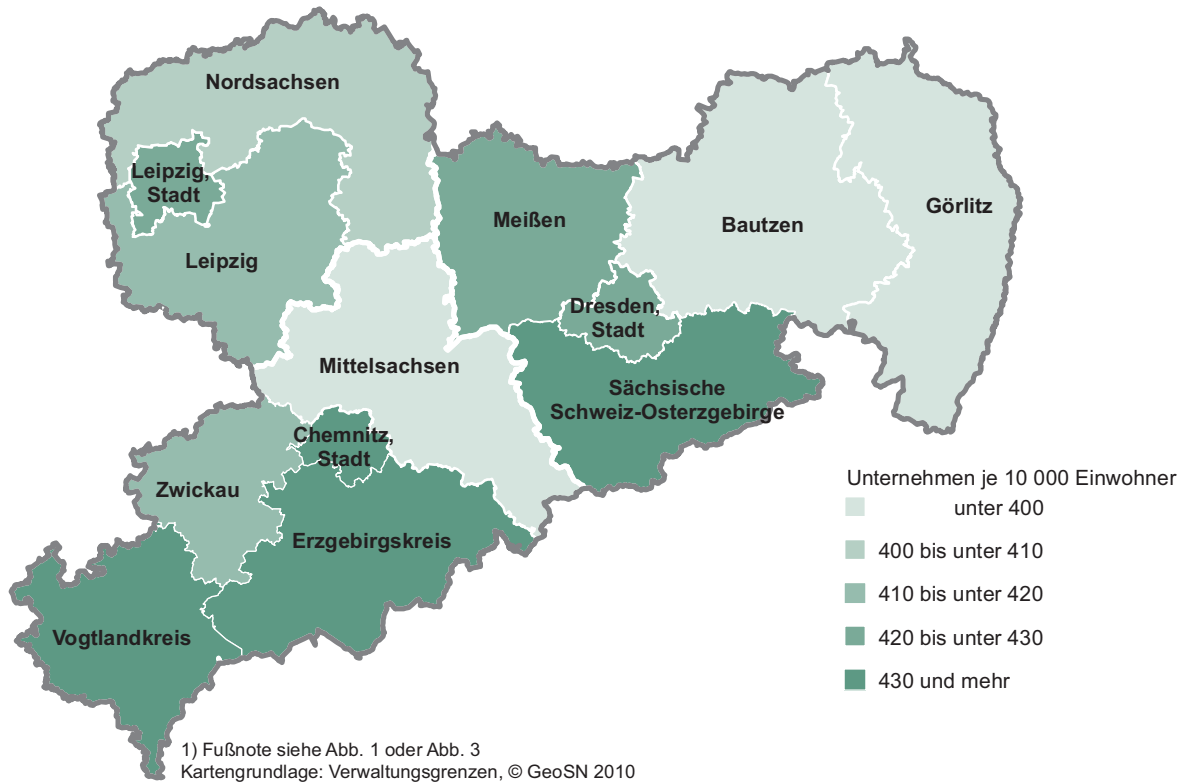 Nordsachsen
Leipzig,
Stadt
Leipzig
Meißen
Bautzen
Görlitz
Dresden,
Stadt
Mittelsachsen
Sächsische
Schweiz-Osterzgebirge
Chemnitz,
Stadt
Zwickau
Erzgebirgskreis
Vogtlandkreis
Unternehmen je 10 000 Einwohner
unter 400
400 bis unter 410
410 bis unter 420
420 bis unter 430
430 und mehr
1) Fußnote siehe Abb. 1 oder Abb. 3
Kartengrundlage: Verwaltungsgrenzen, © GeoSN 2010